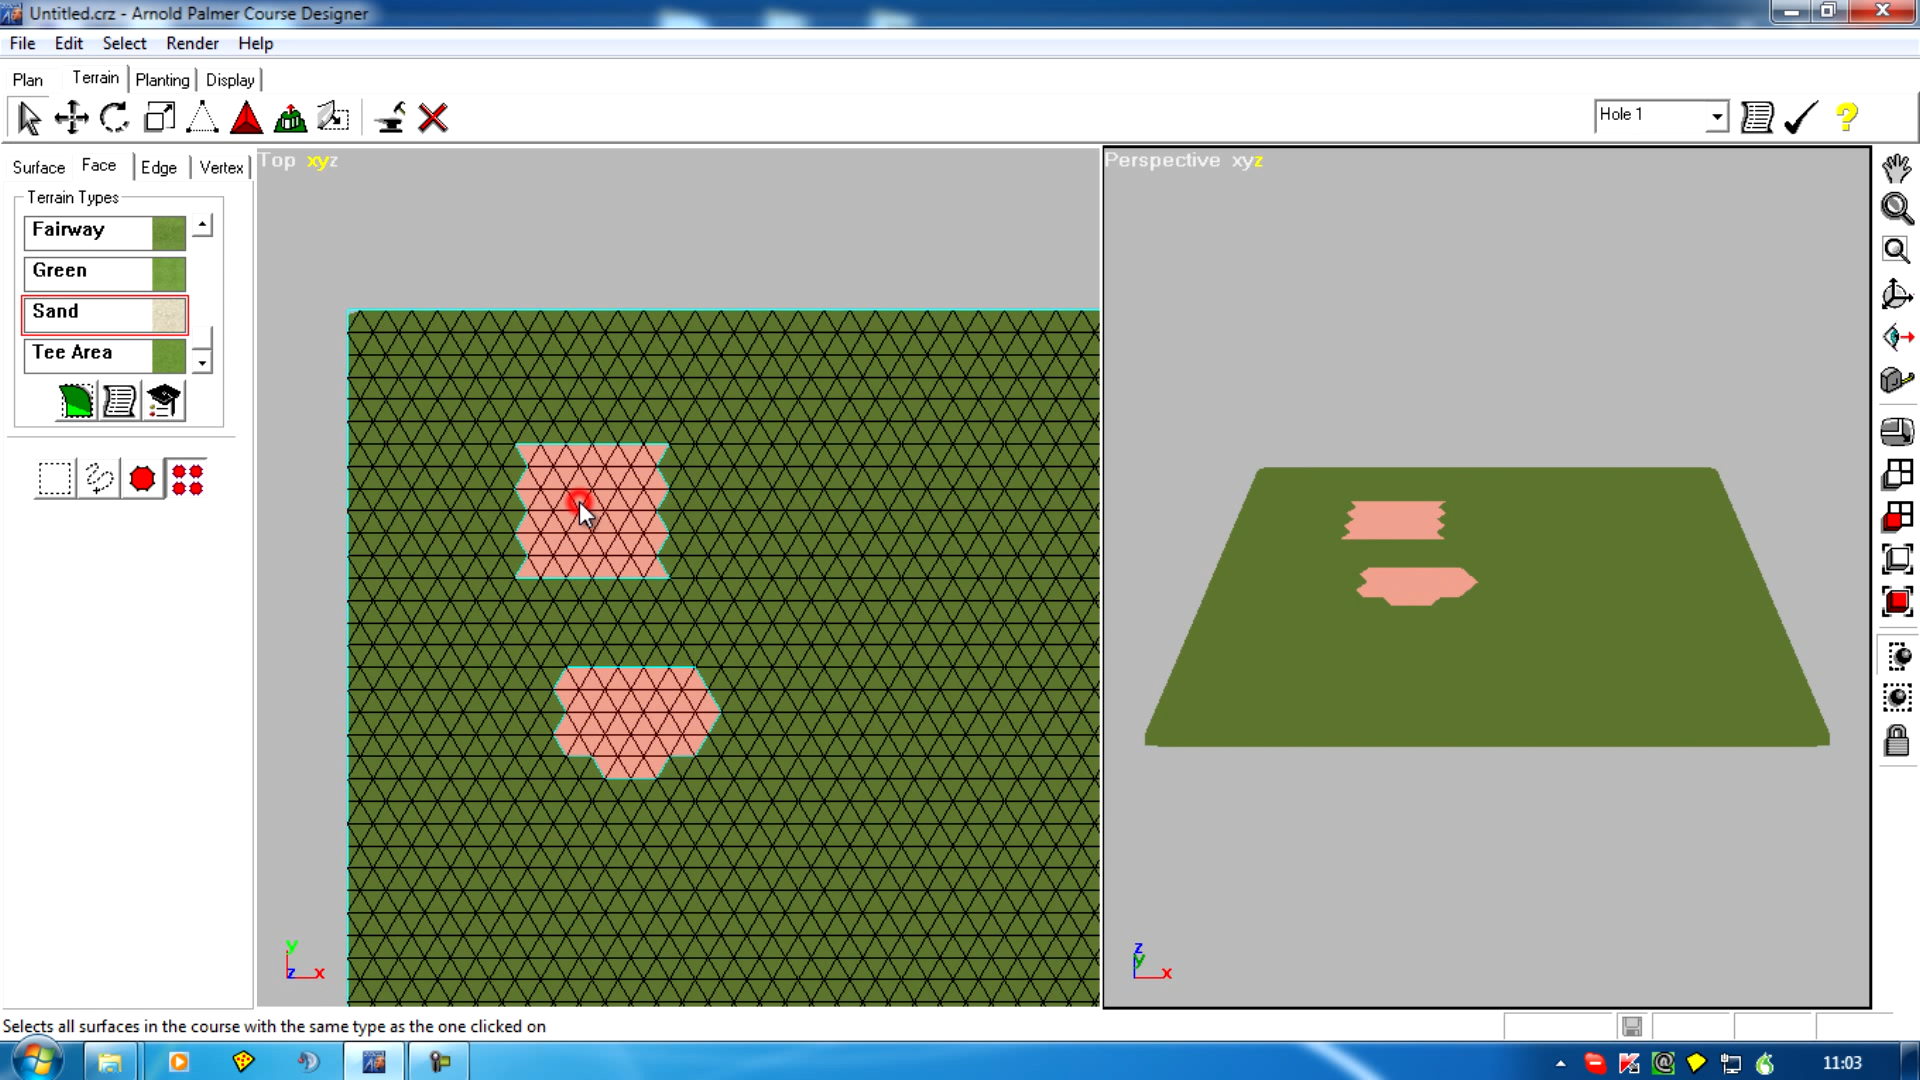 Untitled.crz - Arnold Palmer Course Designer
File Edit Select Render Help
Plan Terrain Planting Display
Hole 1
Surface Face Edge Vertex
Terrain Types
Fairway
Green
Sand
Tee Area
Top xyz
Perspective xyz
y
z x
z
y
x
Selects all surfaces in the course with the same type as the one clicked on
11:03